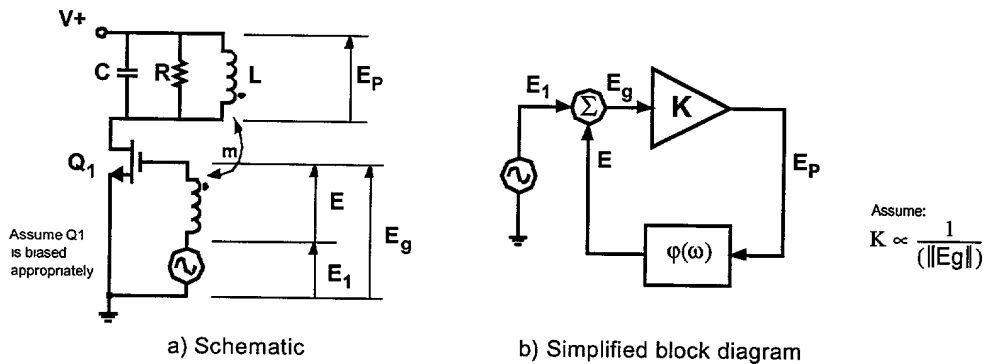 V+
C
R
L
E_P
m
Q_1
E
E_g
E_1
Assume Q1
is biased
appropriately
a) Schematic
E_1
Σ
E_g
K
E
E_P
φ(ω)
b) Simplified block diagram
Assume:
K ∝ 1/(‖Eg‖)